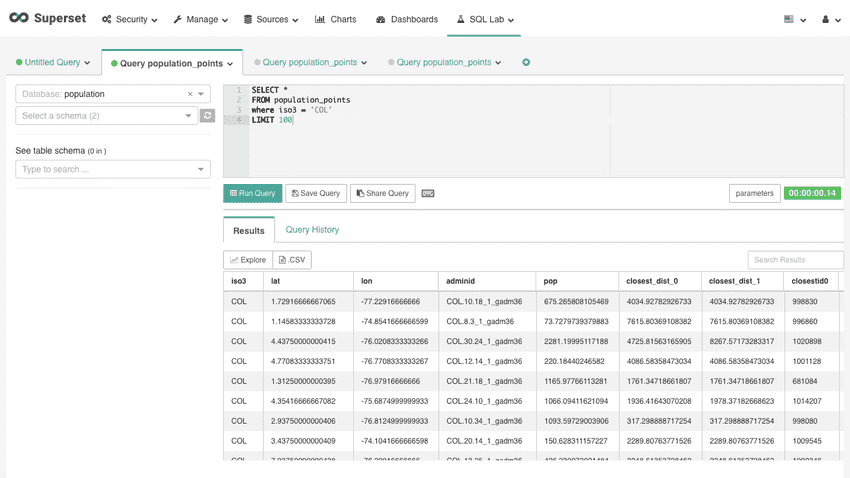 Superset Security Manage Sources Charts Dashboards SQL Lab
Untitled Query Query population_points Query population_points Query population_points
Database: population
Select a schema (2)
See table schema (0 in )
Type to search ...
1 SELECT *
2 FROM population_points
3 where iso3 = 'COL'
4 LIMIT 100
Run Query Save Query Share Query parameters 00:00:00.14
Results Query History
Explore .CSV Search Results
iso3 lat lon adminid pop closest_dist_0 closest_dist_1 closestid0
COL 1.72916666667065 -77.22916666666 COL.10.18_1_gadm36 675.265808105469 4034.92782926733 4034.92782926733 998830
COL 1.14583333333728 -74.8541666666599 COL.8.3_1_gadm36 73.7279739379883 7615.80369108382 7615.80369108382 996860
COL 4.43750000000415 -76.0208333333266 COL.30.24_1_gadm36 2281.19995117188 4725.81563165905 8267.57173283317 1020898
COL 4.77083333333751 -76.7708333333267 COL.12.14_1_gadm36 220.18440246582 4086.58358473034 4086.58358473034 1001128
COL 1.31250000000395 -76.97916666666 COL.21.18_1_gadm36 1165.97766113281 1761.34718661807 1761.34718661807 681084
COL 4.35416666667082 -75.6874999999933 COL.24.10_1_gadm36 1066.09411621094 1936.41643070208 1978.37182668623 1014207
COL 2.93750000000406 -76.8124999999933 COL.10.34_1_gadm36 1093.59729003906 317.298888717254 317.298888717254 998080
COL 3.43750000000409 -74.1041666666598 COL.20.14_1_gadm36 150.628311157227 2289.80763771526 2289.80763771526 1009545
COL